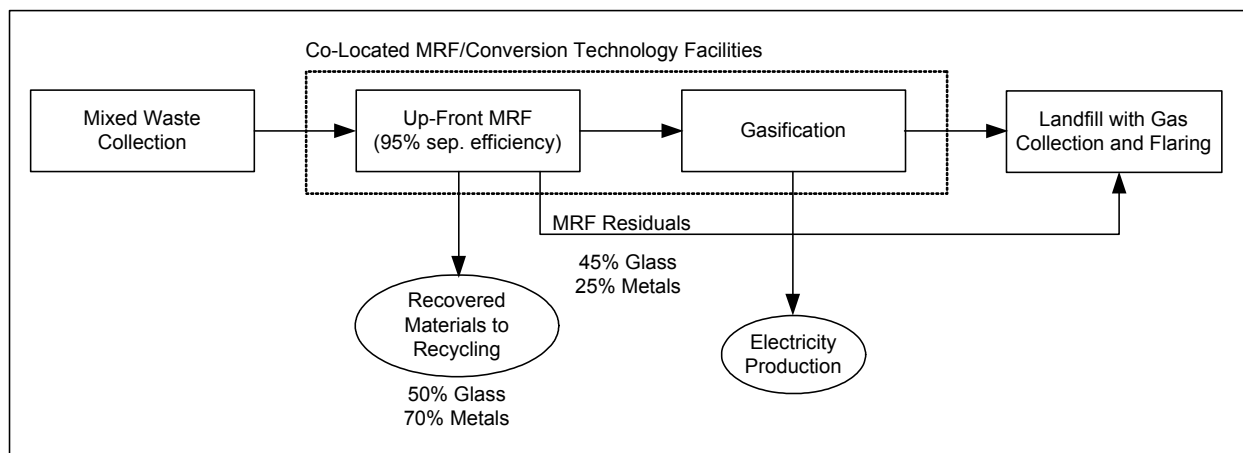 Co-Located MRF/Conversion Technology Facilities
Mixed Waste
Collection
Up-Front MRF
(95% sep. efficiency)
Gasification
Landfill with Gas
Collection and Flaring
MRF Residuals
45% Glass
25% Metals
Recovered
Materials to
Recycling
50% Glass
70% Metals
Electricity
Production